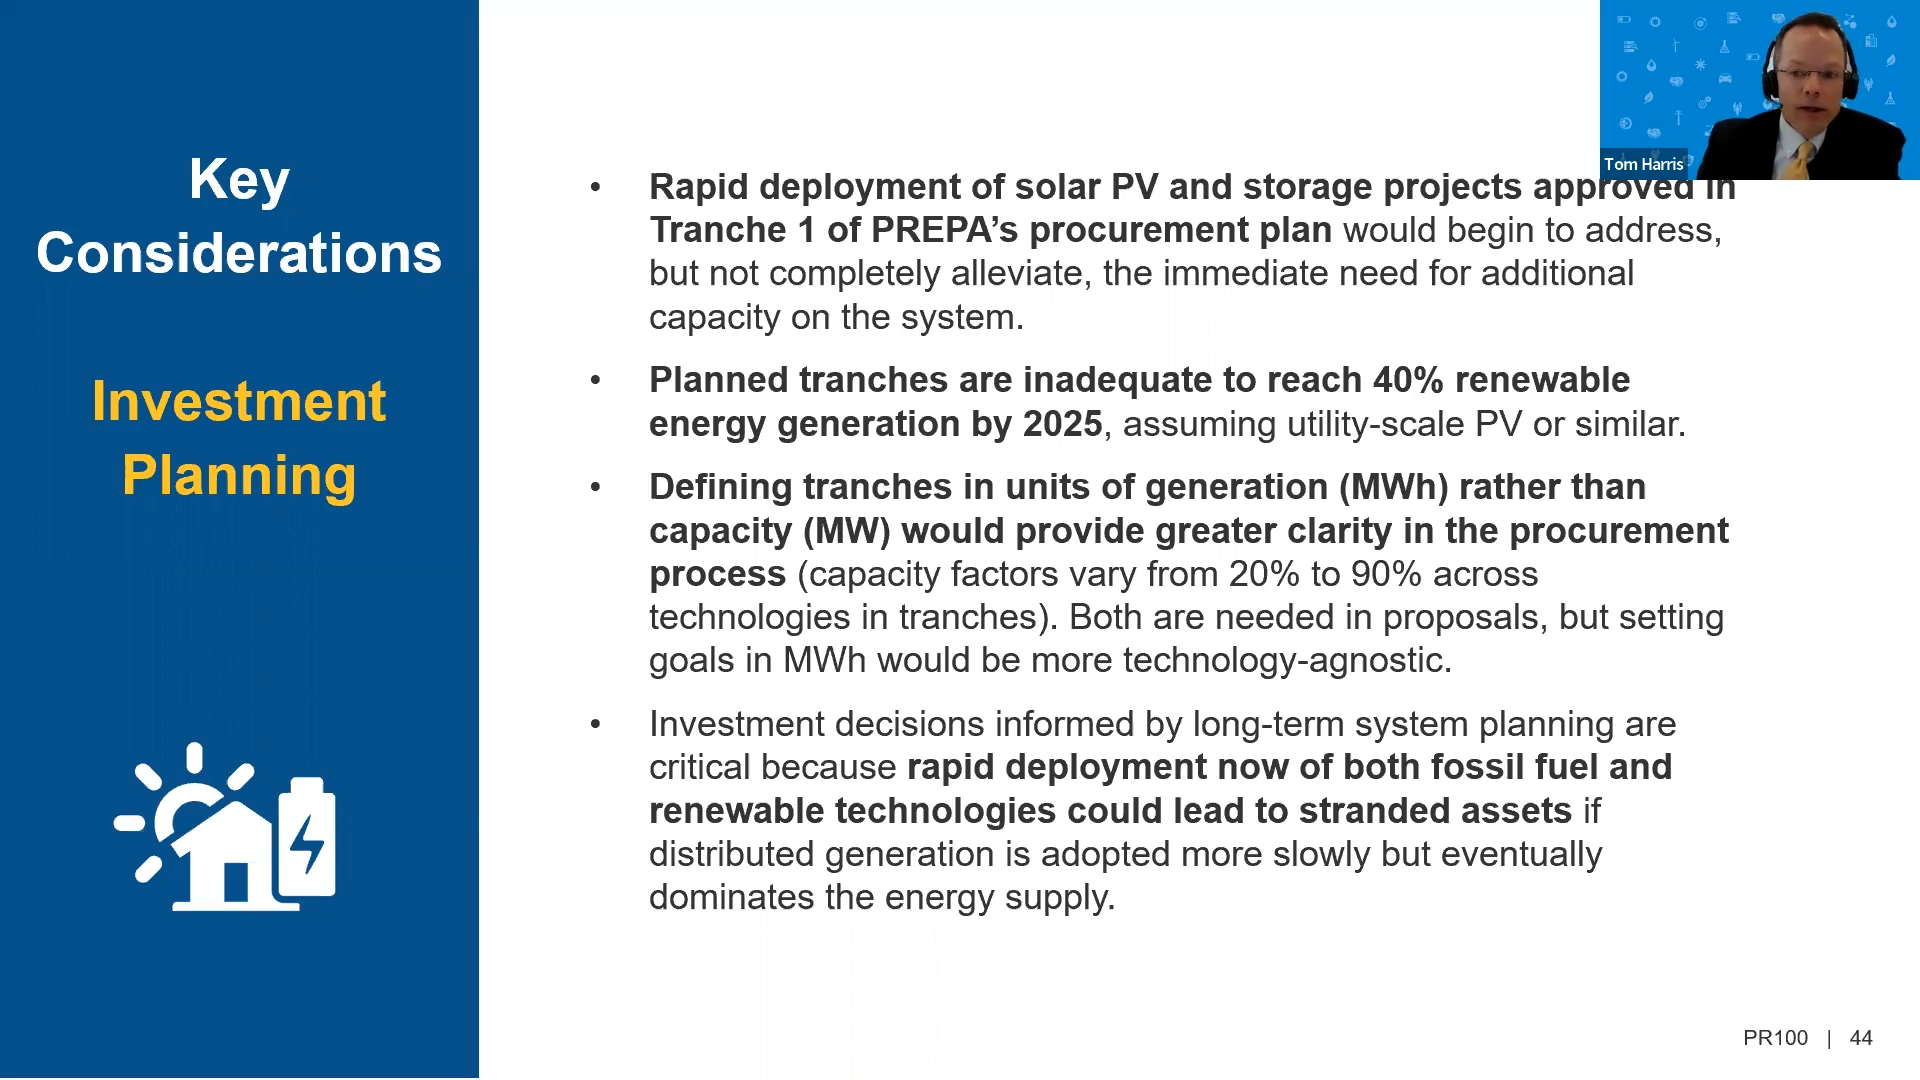 Key
Considerations
Investment
Planning
Tom Harris
• Rapid deployment of solar PV and storage projects approved in
Tranche 1 of PREPA’s procurement plan would begin to address,
but not completely alleviate, the immediate need for additional
capacity on the system.
• Planned tranches are inadequate to reach 40% renewable
energy generation by 2025, assuming utility-scale PV or similar.
• Defining tranches in units of generation (MWh) rather than
capacity (MW) would provide greater clarity in the procurement
process (capacity factors vary from 20% to 90% across
technologies in tranches). Both are needed in proposals, but setting
goals in MWh would be more technology-agnostic.
• Investment decisions informed by long-term system planning are
critical because rapid deployment now of both fossil fuel and
renewable technologies could lead to stranded assets if
distributed generation is adopted more slowly but eventually
dominates the energy supply.
PR100 | 44